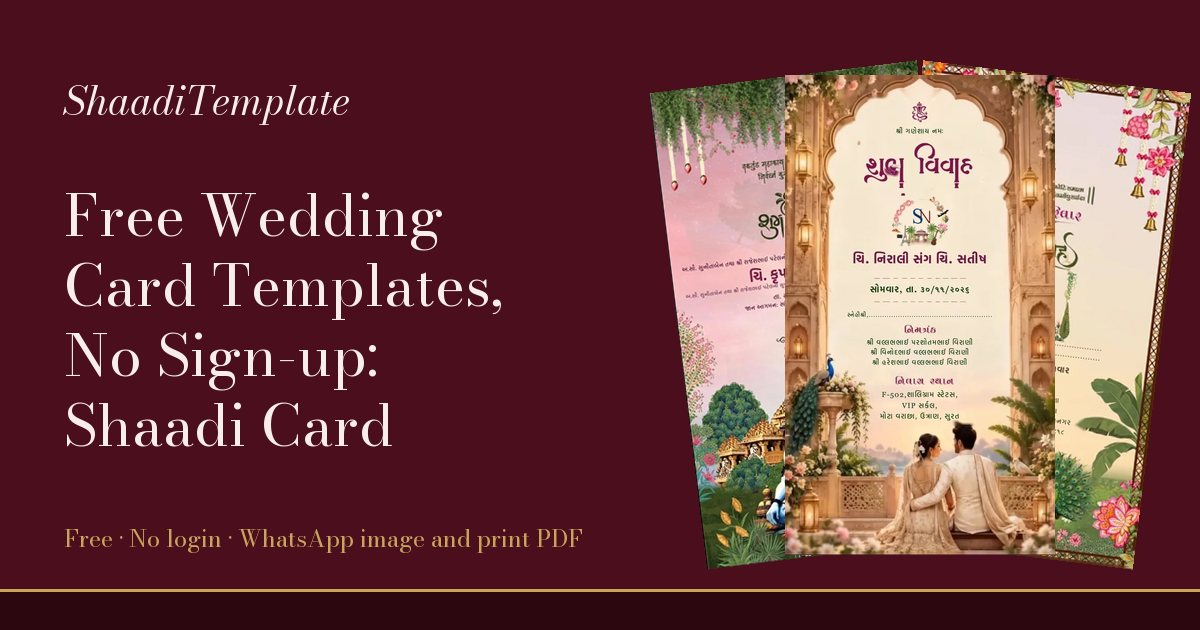 ShaadiTemplate
Free Wedding
Card Templates,
No Sign-up:
Shaadi Card
Free · No login · WhatsApp image and print PDF
શ્રી ગણેશાય નમઃ
શુભ વિવાહ
SN
ચિ. નિરાલી સંગ ચિ. સતીષ
સોમવાર, તા. ૩૦/૧૧/૨૦૨૬
સ્નેહીશ્રી,
નિમંત્રક
શ્રી વલ્લભભાઈ પરશોતમભાઈ વિરાણી
શ્રી વિનોદભાઈ વલ્લભભાઈ વિરાણી
શ્રી હરેશભાઈ વલ્લભભાઈ વિરાણી
નિવાસ સ્થાન
F-502,શાલિગ્રામ સ્ટેટસ,
VIP સર્કલ,
મોટા વરાછા, ઉત્રાણ, સુરત
ચિ. કૃપ